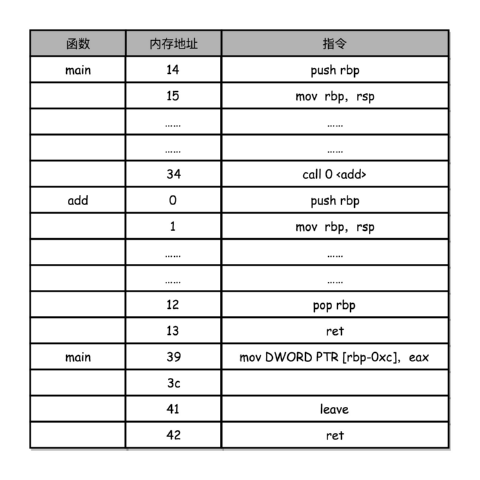 函数 内存地址 指令
main 14 push rbp
15 mov rbp，rsp
…… ……
…… ……
34 call 0 <add>
add 0 push rbp
1 mov rbp，rsp
…… ……
…… ……
12 pop rbp
13 ret
main 39 mov DWORD PTR [rbp-0xc]，eax
3c
41 leave
42 ret